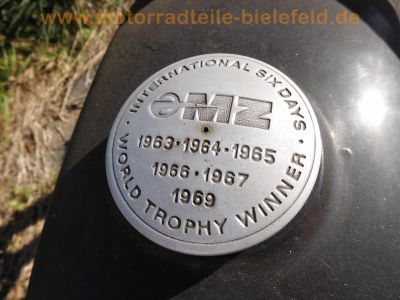 www.motorradteile-bielefeld.de
· INTERNATIONAL SIX DAYS ·
MZ
1963·1964·1965
1966·1967
1969
WORLD TROPHY WINNER